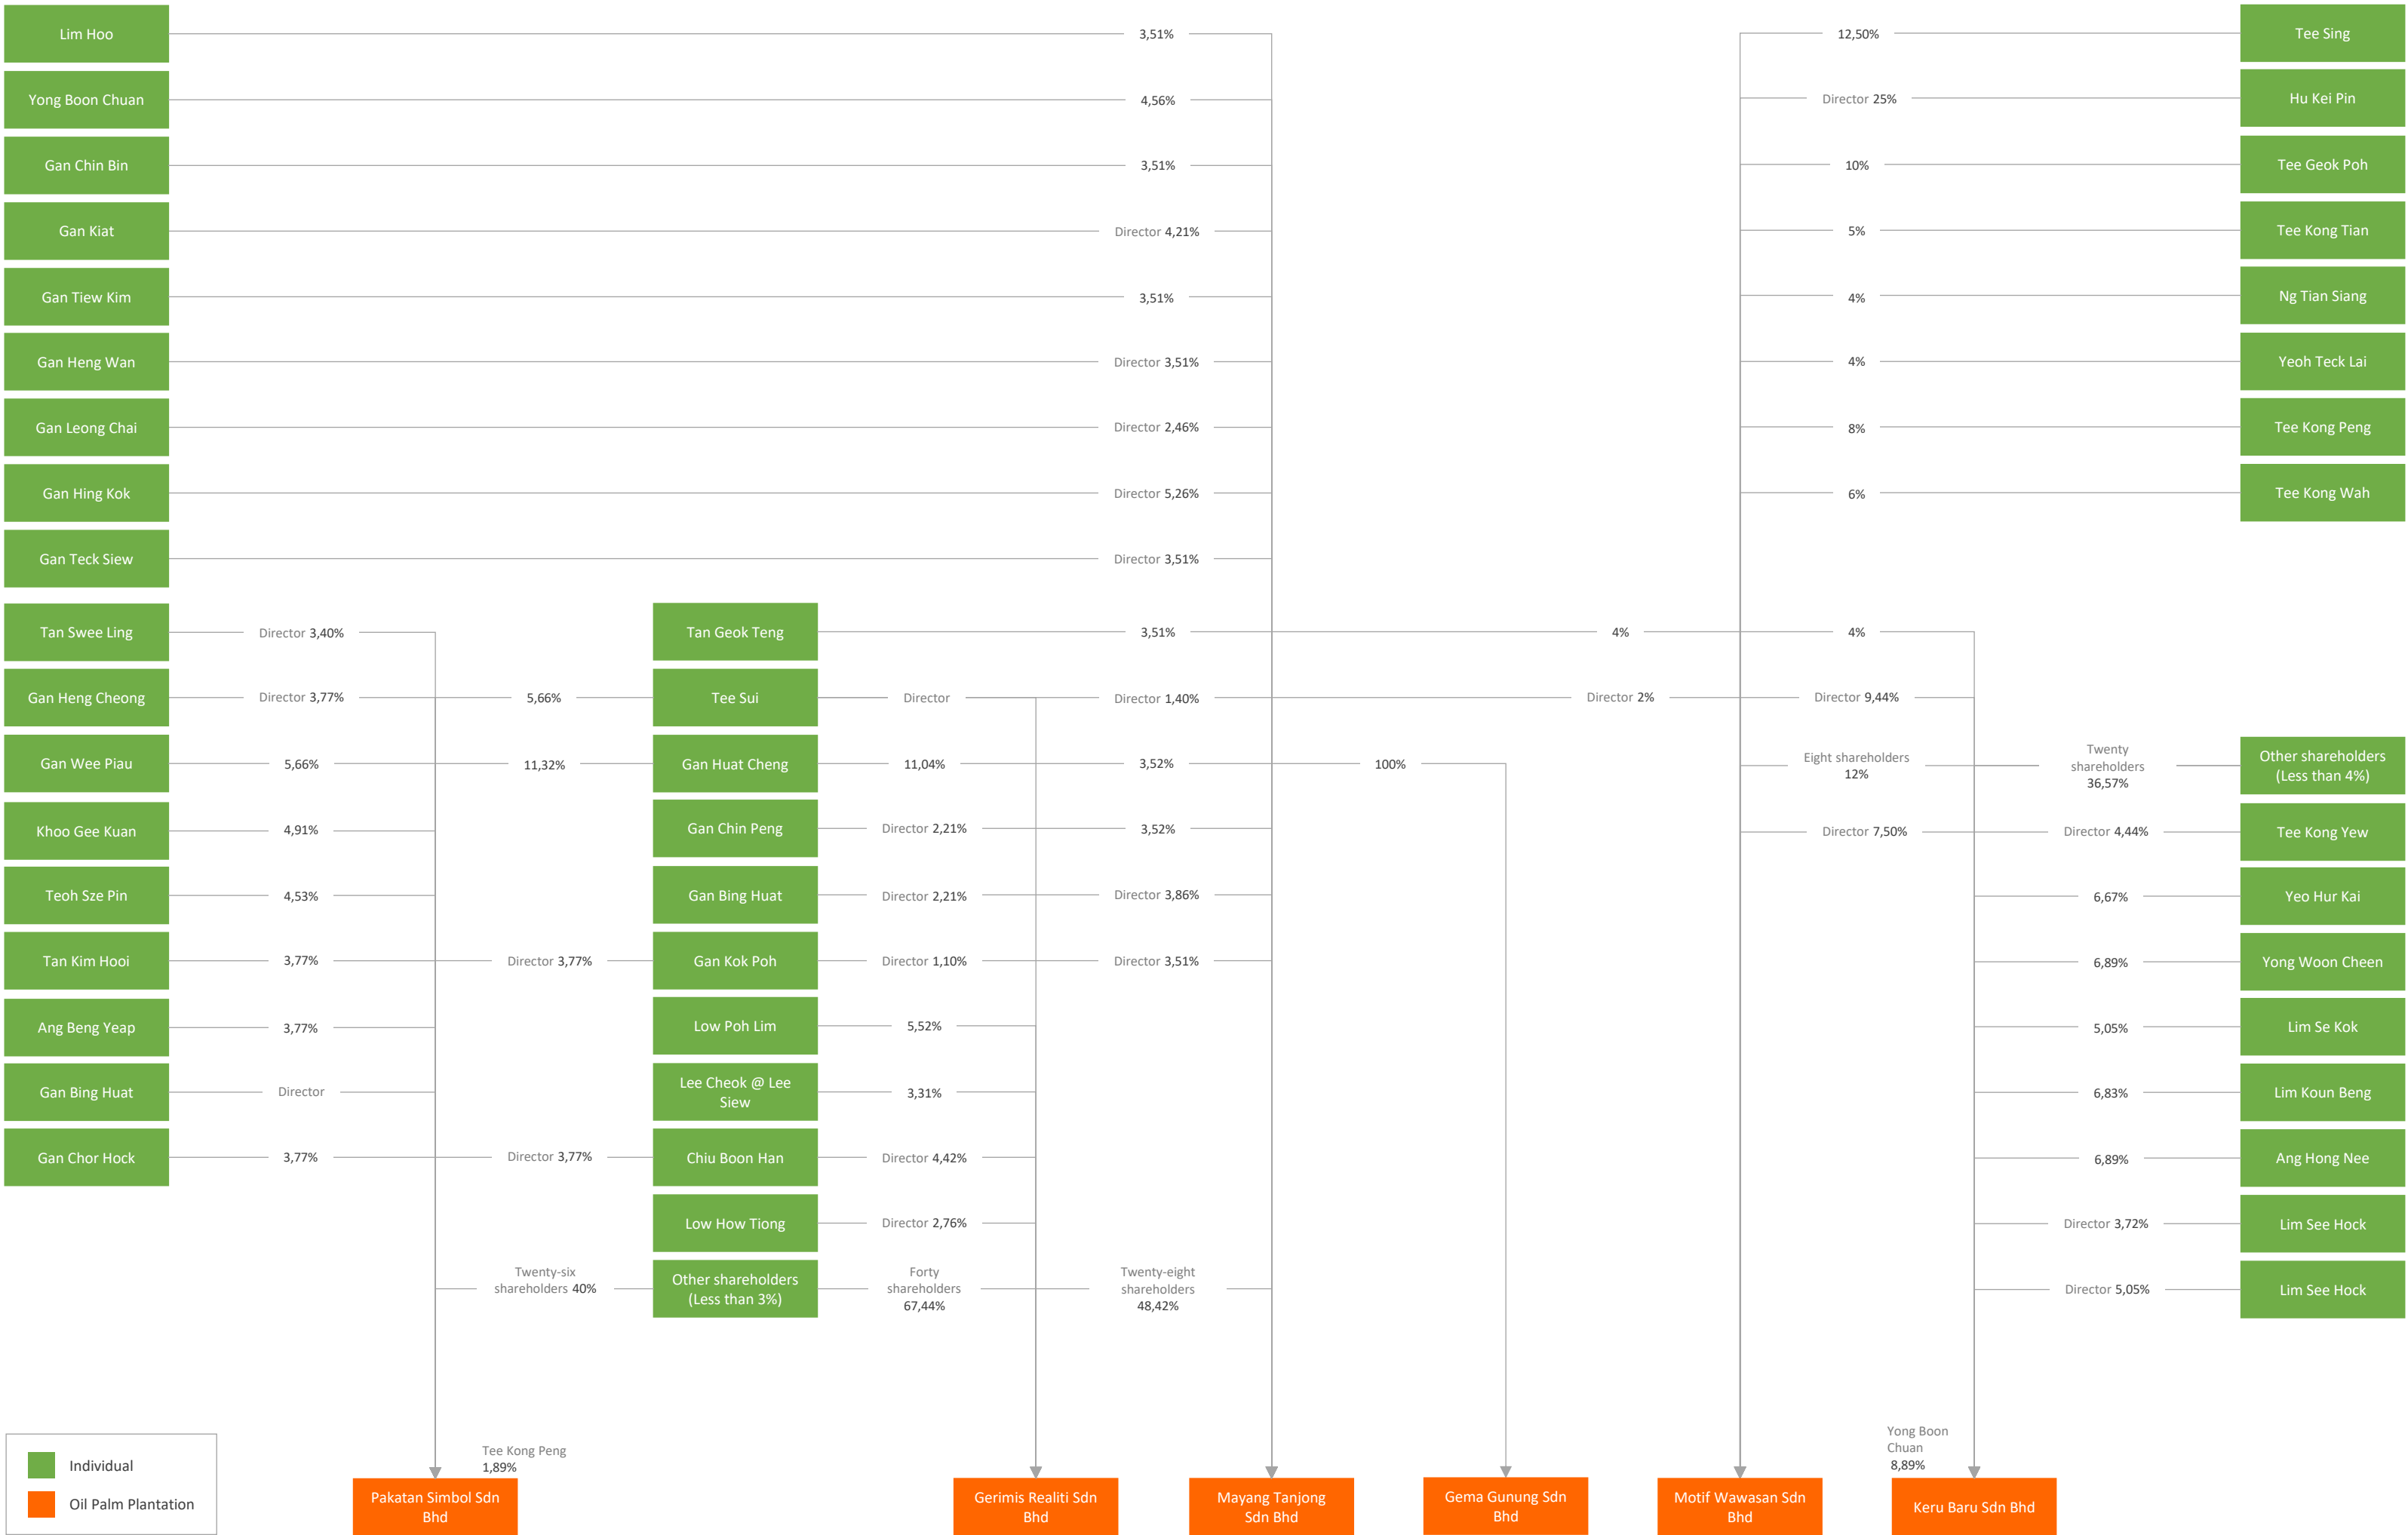 Lim Hoo
3,51%
12,50%
Tee Sing
Yong Boon Chuan
4,56%
Director 25%
Hu Kei Pin
Gan Chin Bin
3,51%
10%
Tee Geok Poh
Gan Kiat
Director 4,21%
5%
Tee Kong Tian
Gan Tiew Kim
3,51%
4%
Ng Tian Siang
Gan Heng Wan
Director 3,51%
4%
Yeoh Teck Lai
Gan Leong Chai
Director 2,46%
8%
Tee Kong Peng
Gan Hing Kok
Director 5,26%
6%
Tee Kong Wah
Gan Teck Siew
Director 3,51%
Tan Swee Ling
Director 3,40%
Tan Geok Teng
3,51%
4%
4%
Gan Heng Cheong
Director 3,77%
5,66%
Tee Sui
Director
Director 1,40%
Director 2%
Director 9,44%
Gan Wee Piau
5,66%
11,32%
Gan Huat Cheng
11,04%
3,52%
100%
Eight shareholders
12%
Twenty
shareholders
36,57%
Other shareholders
(Less than 4%)
Khoo Gee Kuan
4,91%
Gan Chin Peng
Director 2,21%
3,52%
Director 7,50%
Director 4,44%
Tee Kong Yew
Teoh Sze Pin
4,53%
Gan Bing Huat
Director 2,21%
Director 3,86%
6,67%
Yeo Hur Kai
Tan Kim Hooi
3,77%
Director 3,77%
Gan Kok Poh
Director 1,10%
Director 3,51%
6,89%
Yong Woon Cheen
Ang Beng Yeap
3,77%
Low Poh Lim
5,52%
5,05%
Lim Se Kok
Gan Bing Huat
Director
Lee Cheok @ Lee
Siew
3,31%
6,83%
Lim Koun Beng
Gan Chor Hock
3,77%
Director 3,77%
Chiu Boon Han
Director 4,42%
6,89%
Ang Hong Nee
Low How Tiong
Director 2,76%
Director 3,72%
Lim See Hock
Twenty-six
shareholders 40%
Other shareholders
(Less than 3%)
Forty
shareholders
67,44%
Twenty-eight
shareholders
48,42%
Director 5,05%
Lim See Hock
Individual
Oil Palm Plantation
Tee Kong Peng
1,89%
Yong Boon
Chuan
8,89%
Pakatan Simbol Sdn
Bhd
Gerimis Realiti Sdn
Bhd
Mayang Tanjong
Sdn Bhd
Gema Gunung Sdn
Bhd
Motif Wawasan Sdn
Bhd
Keru Baru Sdn Bhd